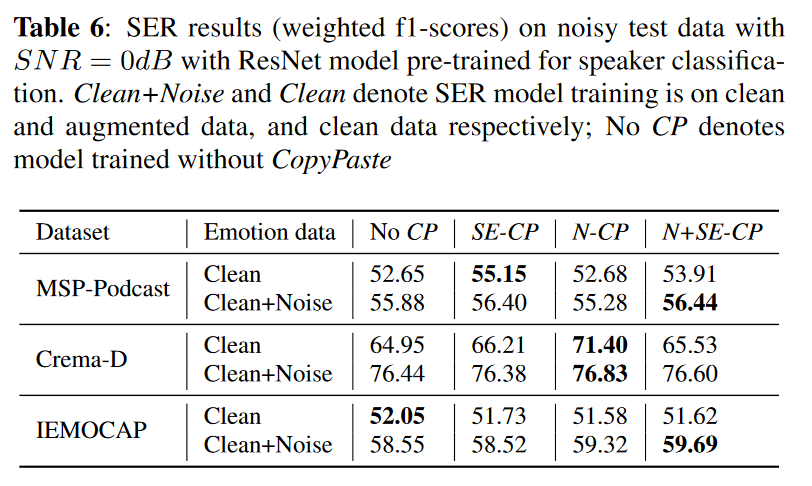 Table 6: SER results (weighted f1-scores) on noisy test data with
SNR = 0dB with ResNet model pre-trained for speaker classifica-
tion. Clean+Noise and Clean denote SER model training is on clean
and augmented data, and clean data respectively; No CP denotes
model trained without CopyPaste
Dataset Emotion data No CP SE-CP N-CP N+SE-CP
MSP-Podcast Clean 52.65 55.15 52.68 53.91
Clean+Noise 55.88 56.40 55.28 56.44
Crema-D Clean 64.95 66.21 71.40 65.53
Clean+Noise 76.44 76.38 76.83 76.60
IEMOCAP Clean 52.05 51.73 51.58 51.62
Clean+Noise 58.55 58.52 59.32 59.69